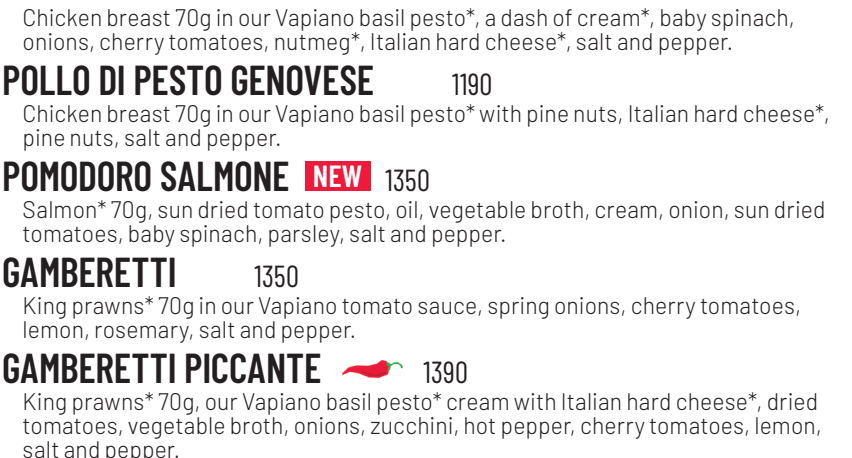 Chicken breast 70g in our Vapiano basil pesto*, a dash of cream*, baby spinach,
onions, cherry tomatoes, nutmeg*, Italian hard cheese*, salt and pepper.
POLLO DI PESTO GENOVESE 1190
Chicken breast 70g in our Vapiano basil pesto* with pine nuts, Italian hard cheese*,
pine nuts, salt and pepper.
POMODORO SALMONE NEW 1350
Salmon* 70g, sun dried tomato pesto, oil, vegetable broth, cream, onion, sun dried
tomatoes, baby spinach, parsley, salt and pepper.
GAMBERETTI 1350
King prawns* 70g in our Vapiano tomato sauce, spring onions, cherry tomatoes,
lemon, rosemary, salt and pepper.
GAMBERETTI PICCANTE 1390
King prawns* 70g, our Vapiano basil pesto* cream with Italian hard cheese*, dried
tomatoes, vegetable broth, onions, zucchini, hot pepper, cherry tomatoes, lemon,
salt and pepper.